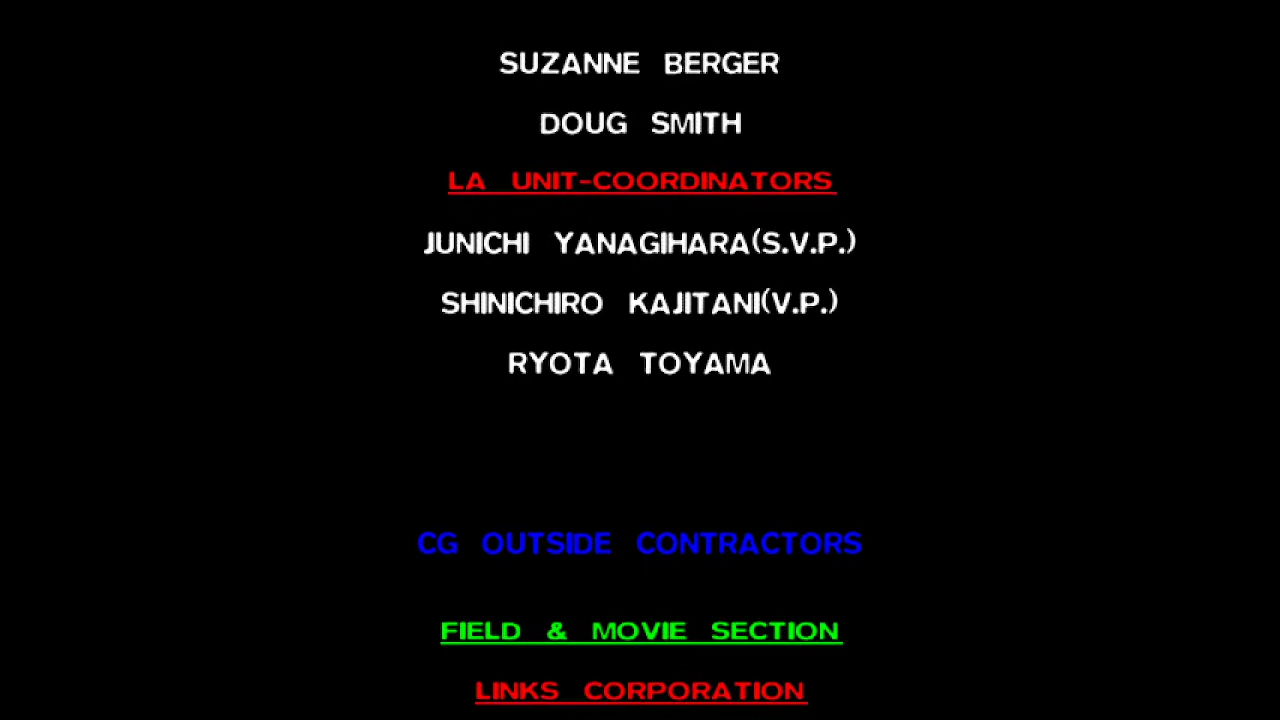 SUZANNE BERGER
DOUG SMITH
LA UNIT-COORDINATORS
JUNICHI YANAGIHARA(S.V.P.)
SHINICHIRO KAJITANI(V.P.)
RYOTA TOYAMA
CG OUTSIDE CONTRACTORS
FIELD & MOVIE SECTION
LINKS CORPORATION